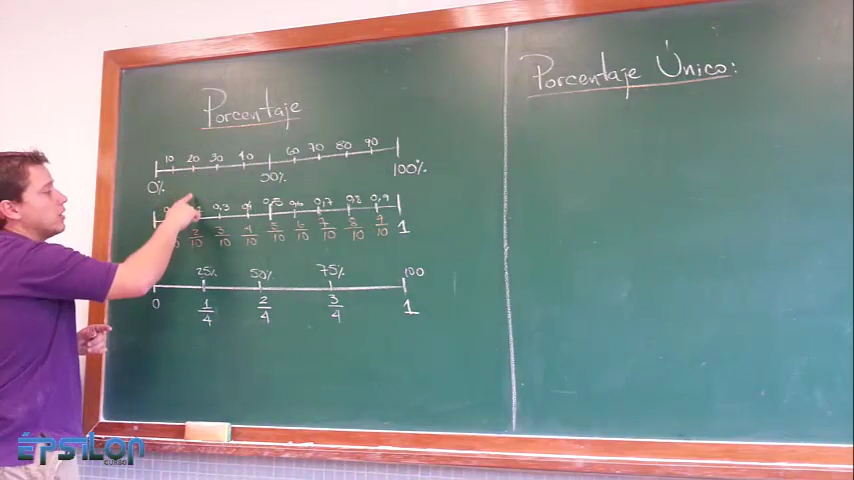 Porcentaje
10 20 30 40 60 70 80 90
0% 50% 100%
0,3 0,4 0,5 0,6 0,7 0,8 0,9
2/10 3/10 4/10 5/10 6/10 7/10 8/10 9/10 1
25% 50% 75% 100
0 1/4 2/4 3/4 1
Porcentaje Único:
EPSILON
CURSO